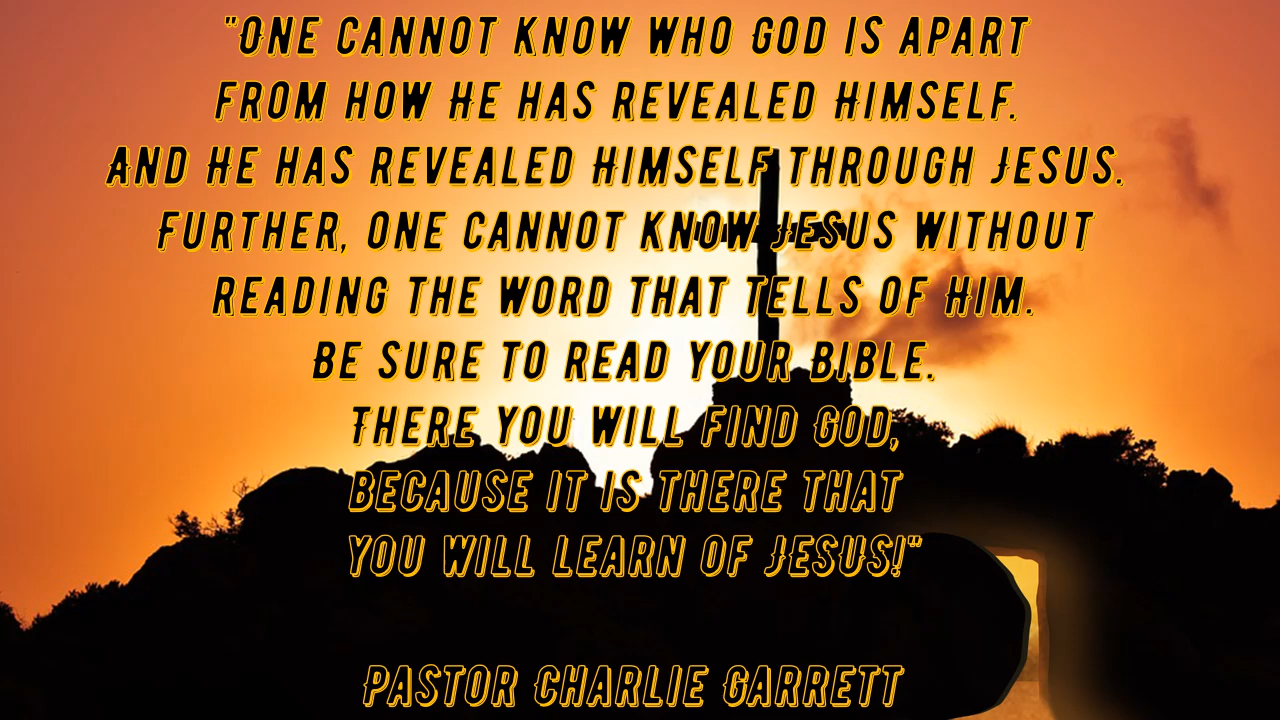 "One cannot know who God is apart
from how He has revealed Himself.
And He has revealed Himself through Jesus.
Further, one cannot know Jesus without
reading the Word that tells of Him.
Be sure to read your Bible.
There you will find God,
because it is there that
you will learn of Jesus!"
Pastor Charlie Garrett